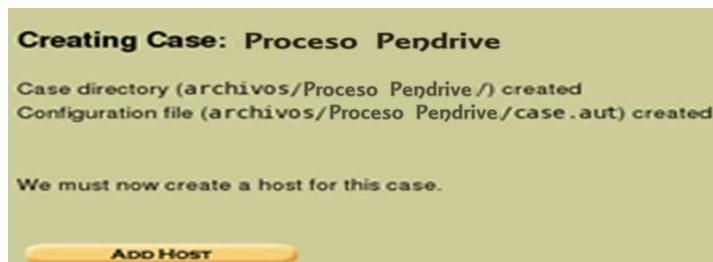 Creating Case: Proceso Pendrive
Case directory (archivos/Proceso Pendrive/) created
Configuration file (archivos/Proceso Pendrive/case.aut) created
We must now create a host for this case.
ADD HOST